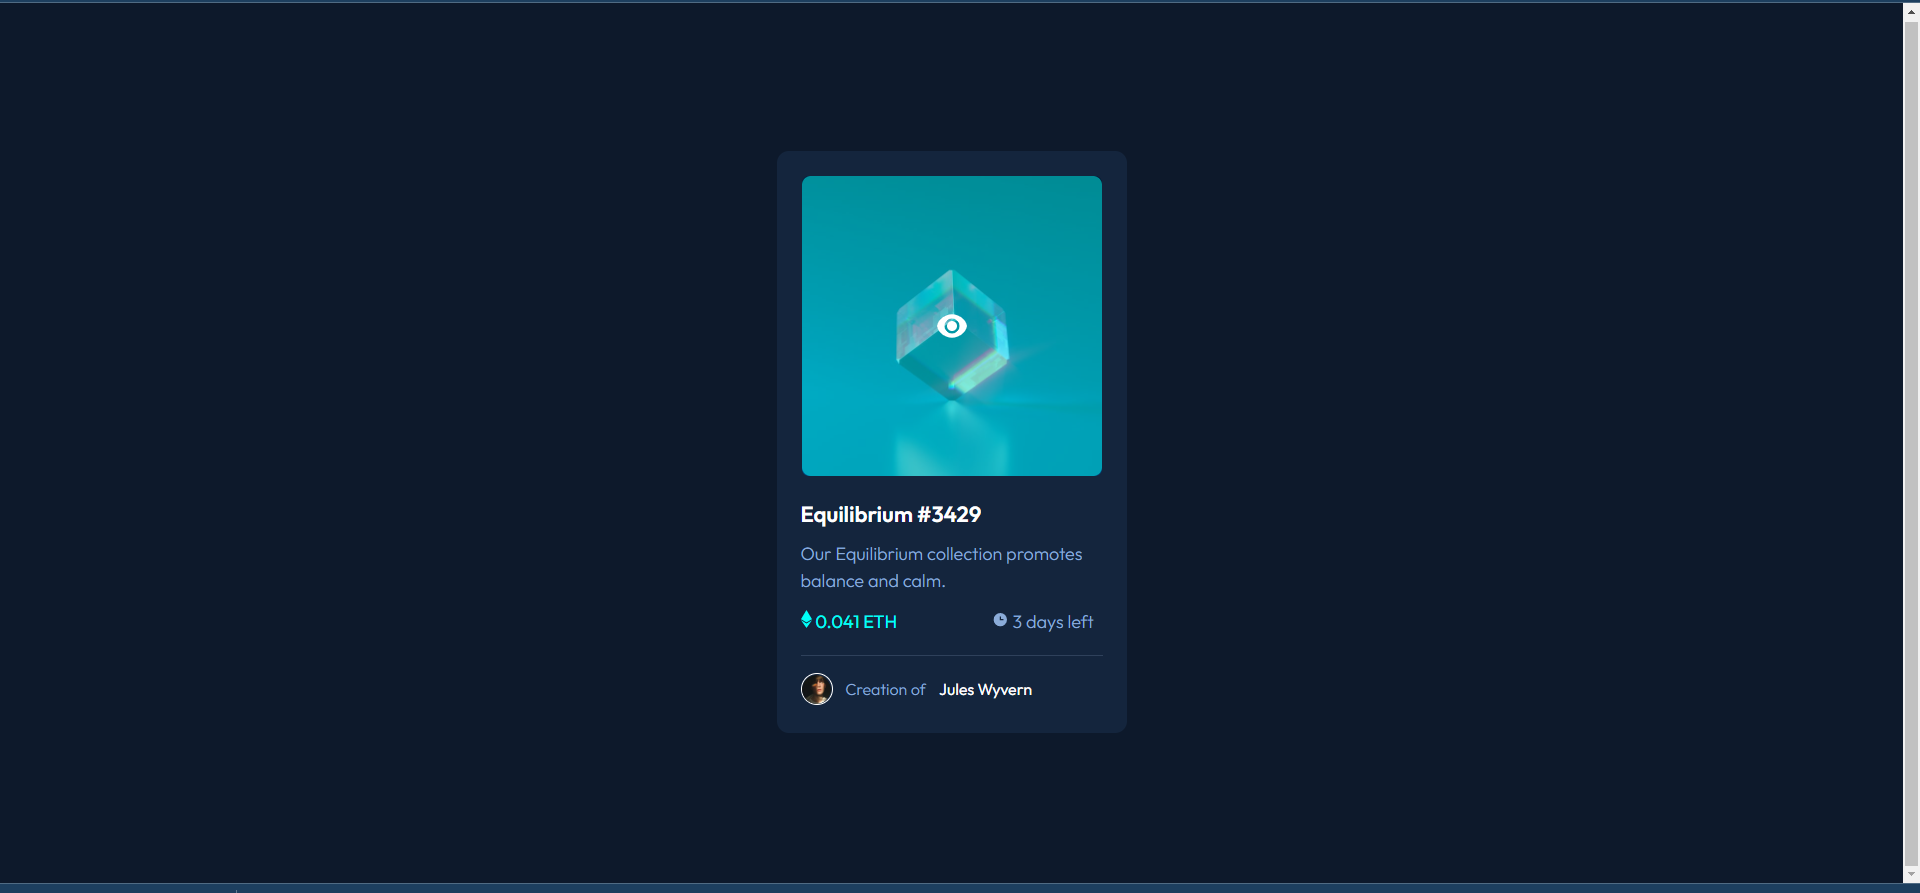 Equilibrium #3429
Our Equilibrium collection promotes
balance and calm.
0.041 ETH 3 days left
Creation of Jules Wyvern